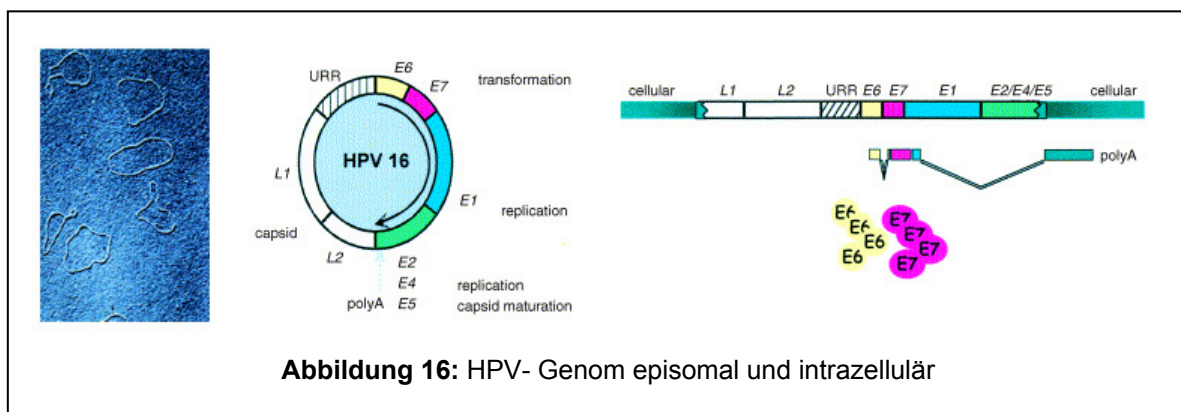 URR
E6
E7
transformation
HPV 16
L1
E1
replication
capsid
L2
E2
E4
replication
polyA
E5
capsid maturation
cellular
L1
L2
URR
E6
E7
E1
E2/E4/E5
cellular
polyA
E6
E6
E6
E6
E7
E7
E7
E7
Abbildung 16: HPV- Genom episomal und intrazellulär